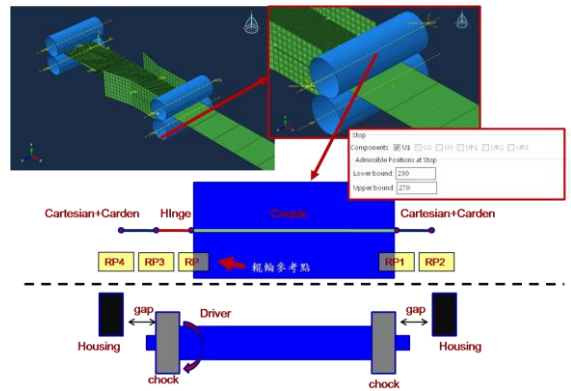 Stop
Components: U1 U2 U3 UR1 UR2 UR3
Admissible Positions at Stop
Lower bound: 230
Upper bound: 270
Cartesian+Carden
HInge
Couple
Cartesian+Carden
RP4
RP3
RP
輥輪參考點
RP1
RP2
gap
Driver
gap
Housing
Housing
chock
chock